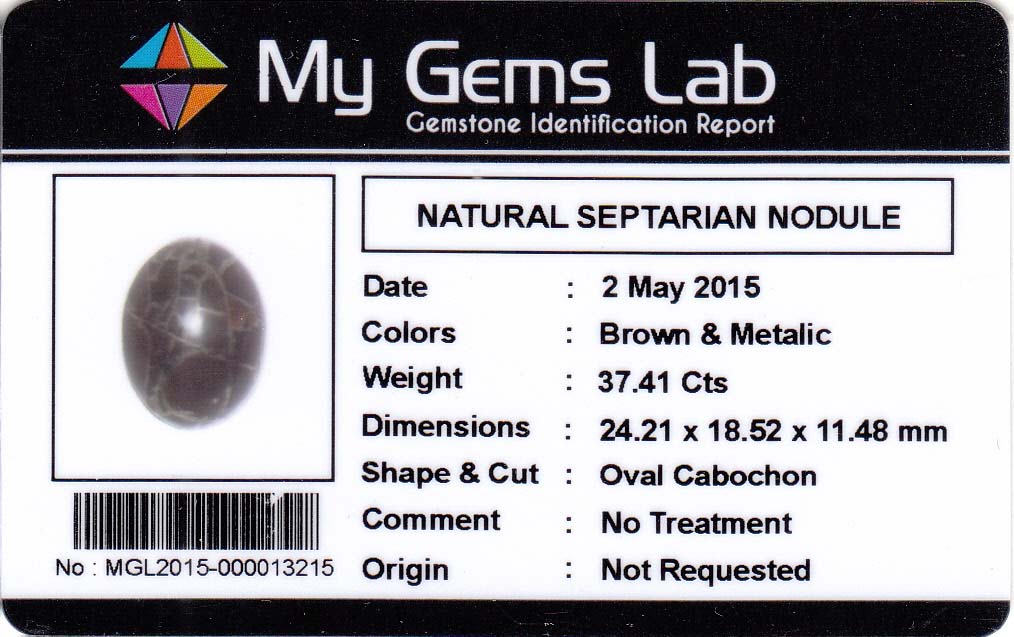 My Gems Lab
Gemstone Identification Report
NATURAL SEPTARIAN NODULE
Date : 2 May 2015
Colors : Brown & Metalic
Weight : 37.41 Cts
Dimensions : 24.21 x 18.52 x 11.48 mm
Shape & Cut : Oval Cabochon
Comment : No Treatment
Origin : Not Requested
No : MGL2015-000013215